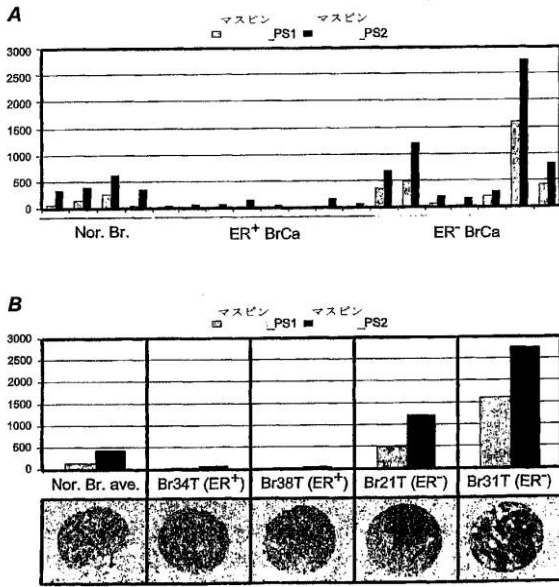 A
マスピン マスピン
_PS1 _PS2
3000
2500
2000
1500
1000
500
0
Nor. Br. ER+ BrCa ER- BrCa
B
マスピン マスピン
_PS1 _PS2
3000
2500
2000
1500
1000
500
0
Nor. Br. ave. Br34T (ER+) Br38T (ER+) Br21T (ER-) Br31T (ER-)